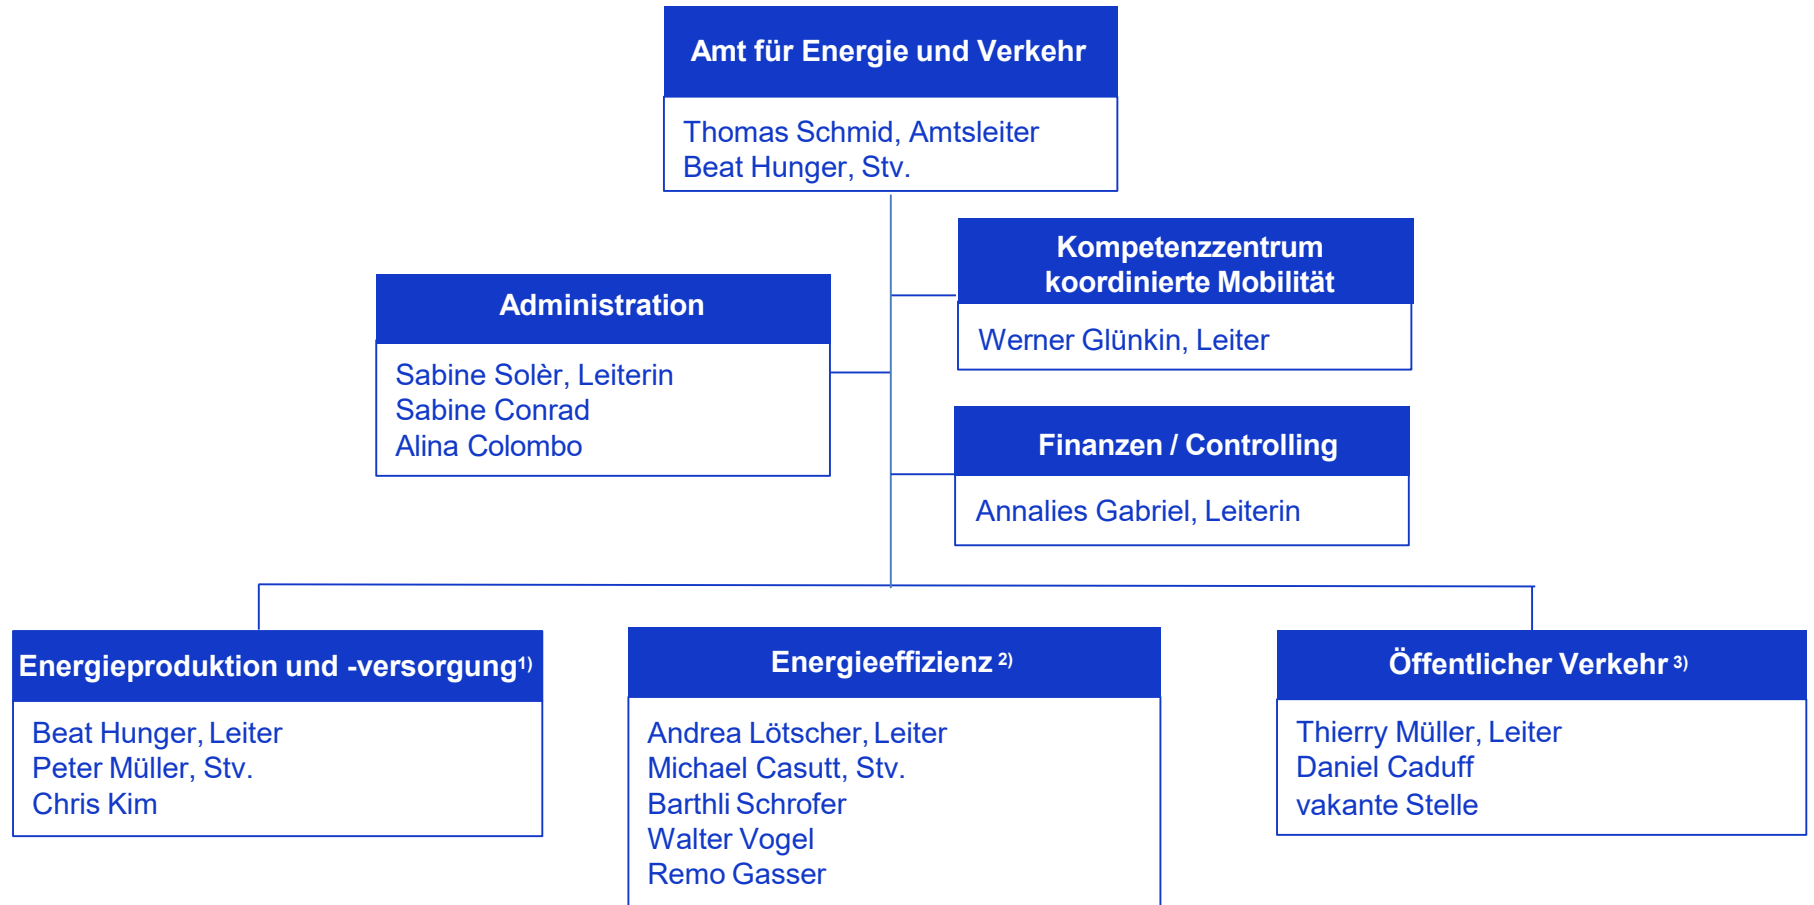 Amt für Energie und Verkehr
Thomas Schmid, Amtsleiter
Beat Hunger, Stv.
Kompetenzzentrum
koordinierte Mobilität
Werner Glünkin, Leiter
Administration
Sabine Solèr, Leiterin
Sabine Conrad
Alina Colombo
Finanzen / Controlling
Annalies Gabriel, Leiterin
Energieproduktion und -versorgung1)
Beat Hunger, Leiter
Peter Müller, Stv.
Chris Kim
Energieeffizienz 2)
Andrea Lötscher, Leiter
Michael Casutt, Stv.
Barthli Schrofer
Walter Vogel
Remo Gasser
Öffentlicher Verkehr 3)
Thierry Müller, Leiter
Daniel Caduff
vakante Stelle